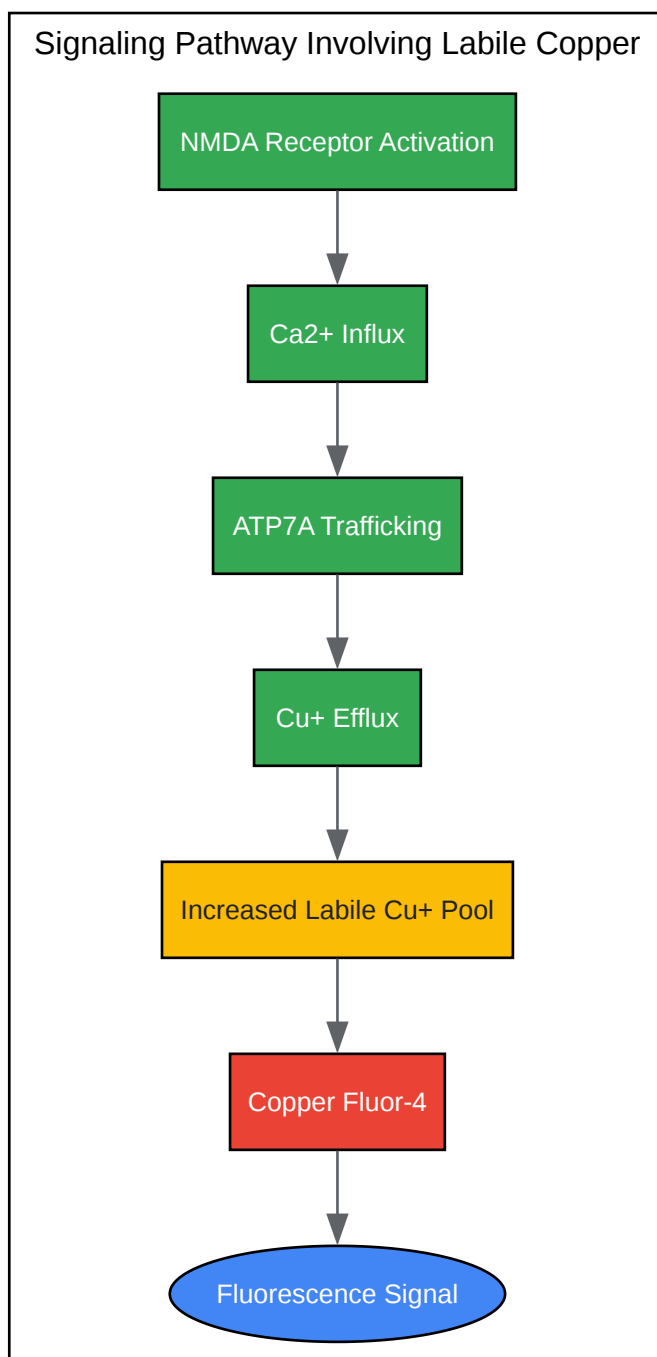 Signaling Pathway Involving Labile Copper
NMDA Receptor Activation
Ca2+ Influx
ATP7A Trafficking
Cu+ Efflux
Increased Labile Cu+ Pool
Copper Fluor-4
Fluorescence Signal